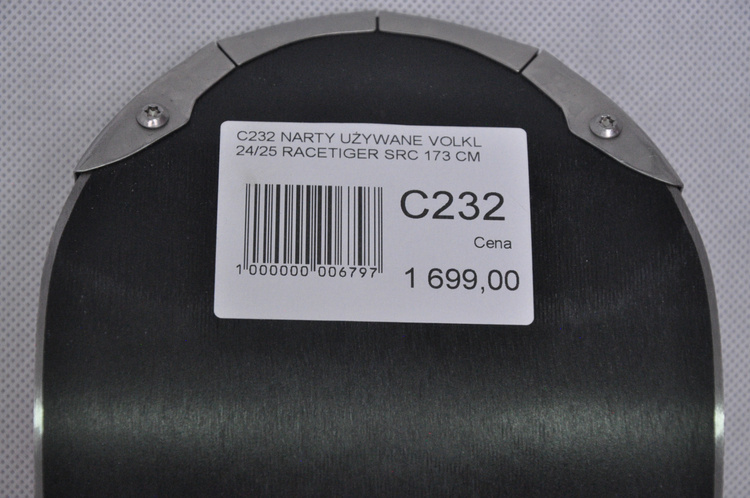 C232 NARTY UŻYWANE VOLKL
24/25 RACETIGER SRC 173 CM
C232
Cena
1 699,00
1 000000 006797